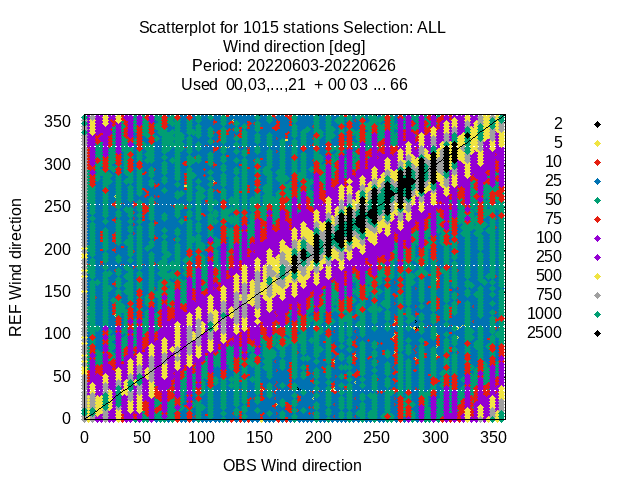 Scatterplot for 1015 stations Selection: ALL
Wind direction [deg]
Period: 20220603-20220626
Used  00,03,...,21  + 00 03 ... 66
REF Wind direction
350
300
250
200
150
100
50
0
0 50 100 150 200 250 300 350
OBS Wind direction
2
5
10
25
50
75
100
250
500
750
1000
2500